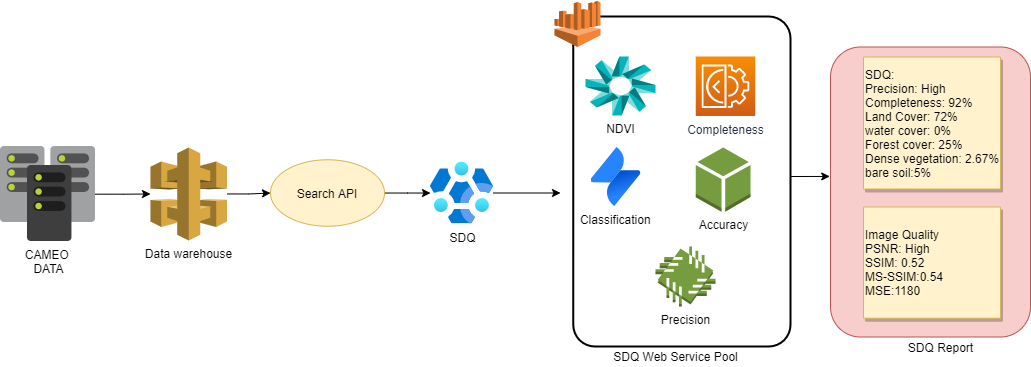 CAMEO
DATA
Data warehouse
Search API
SDQ
NDVI
Completeness
Classification
Accuracy
Precision
SDQ Web Service Pool
SDQ:
Precision: High
Completeness: 92%
Land Cover: 72%
water cover: 0%
Forest cover: 25%
Dense vegetation: 2.67%
bare soil:5%
Image Quality
PSNR: High
SSIM: 0.52
MS-SSIM:0.54
MSE:1180
SDQ Report